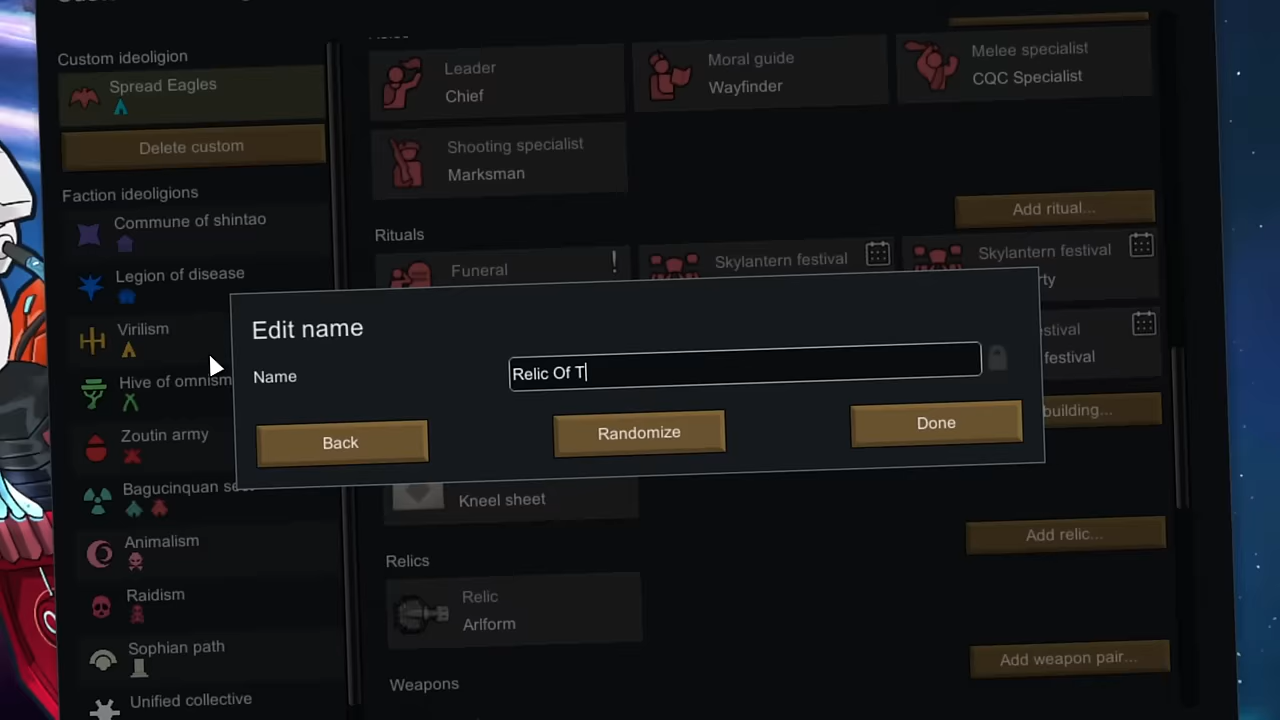 Custom ideoligion
Spread Eagles
Delete custom
Faction ideoligions
Commune of shintao
Legion of disease
Virilism
Hive of omnism
Zoutin army
Bagucinquan
Animalism
Raidism
Sophian path
Unified collective
Leader
Chief
Moral guide
Wayfinder
Melee specialist
CQC Specialist
Shooting specialist
Marksman
Add ritual...
Rituals
Funeral
!
Skylantern festival
Skylantern festival
festival
building...
Edit name
Name
Relic Of T
Back
Randomize
Done
Kneel sheet
Add relic...
Relics
Relic
Arlform
Add weapon pair...
Weapons